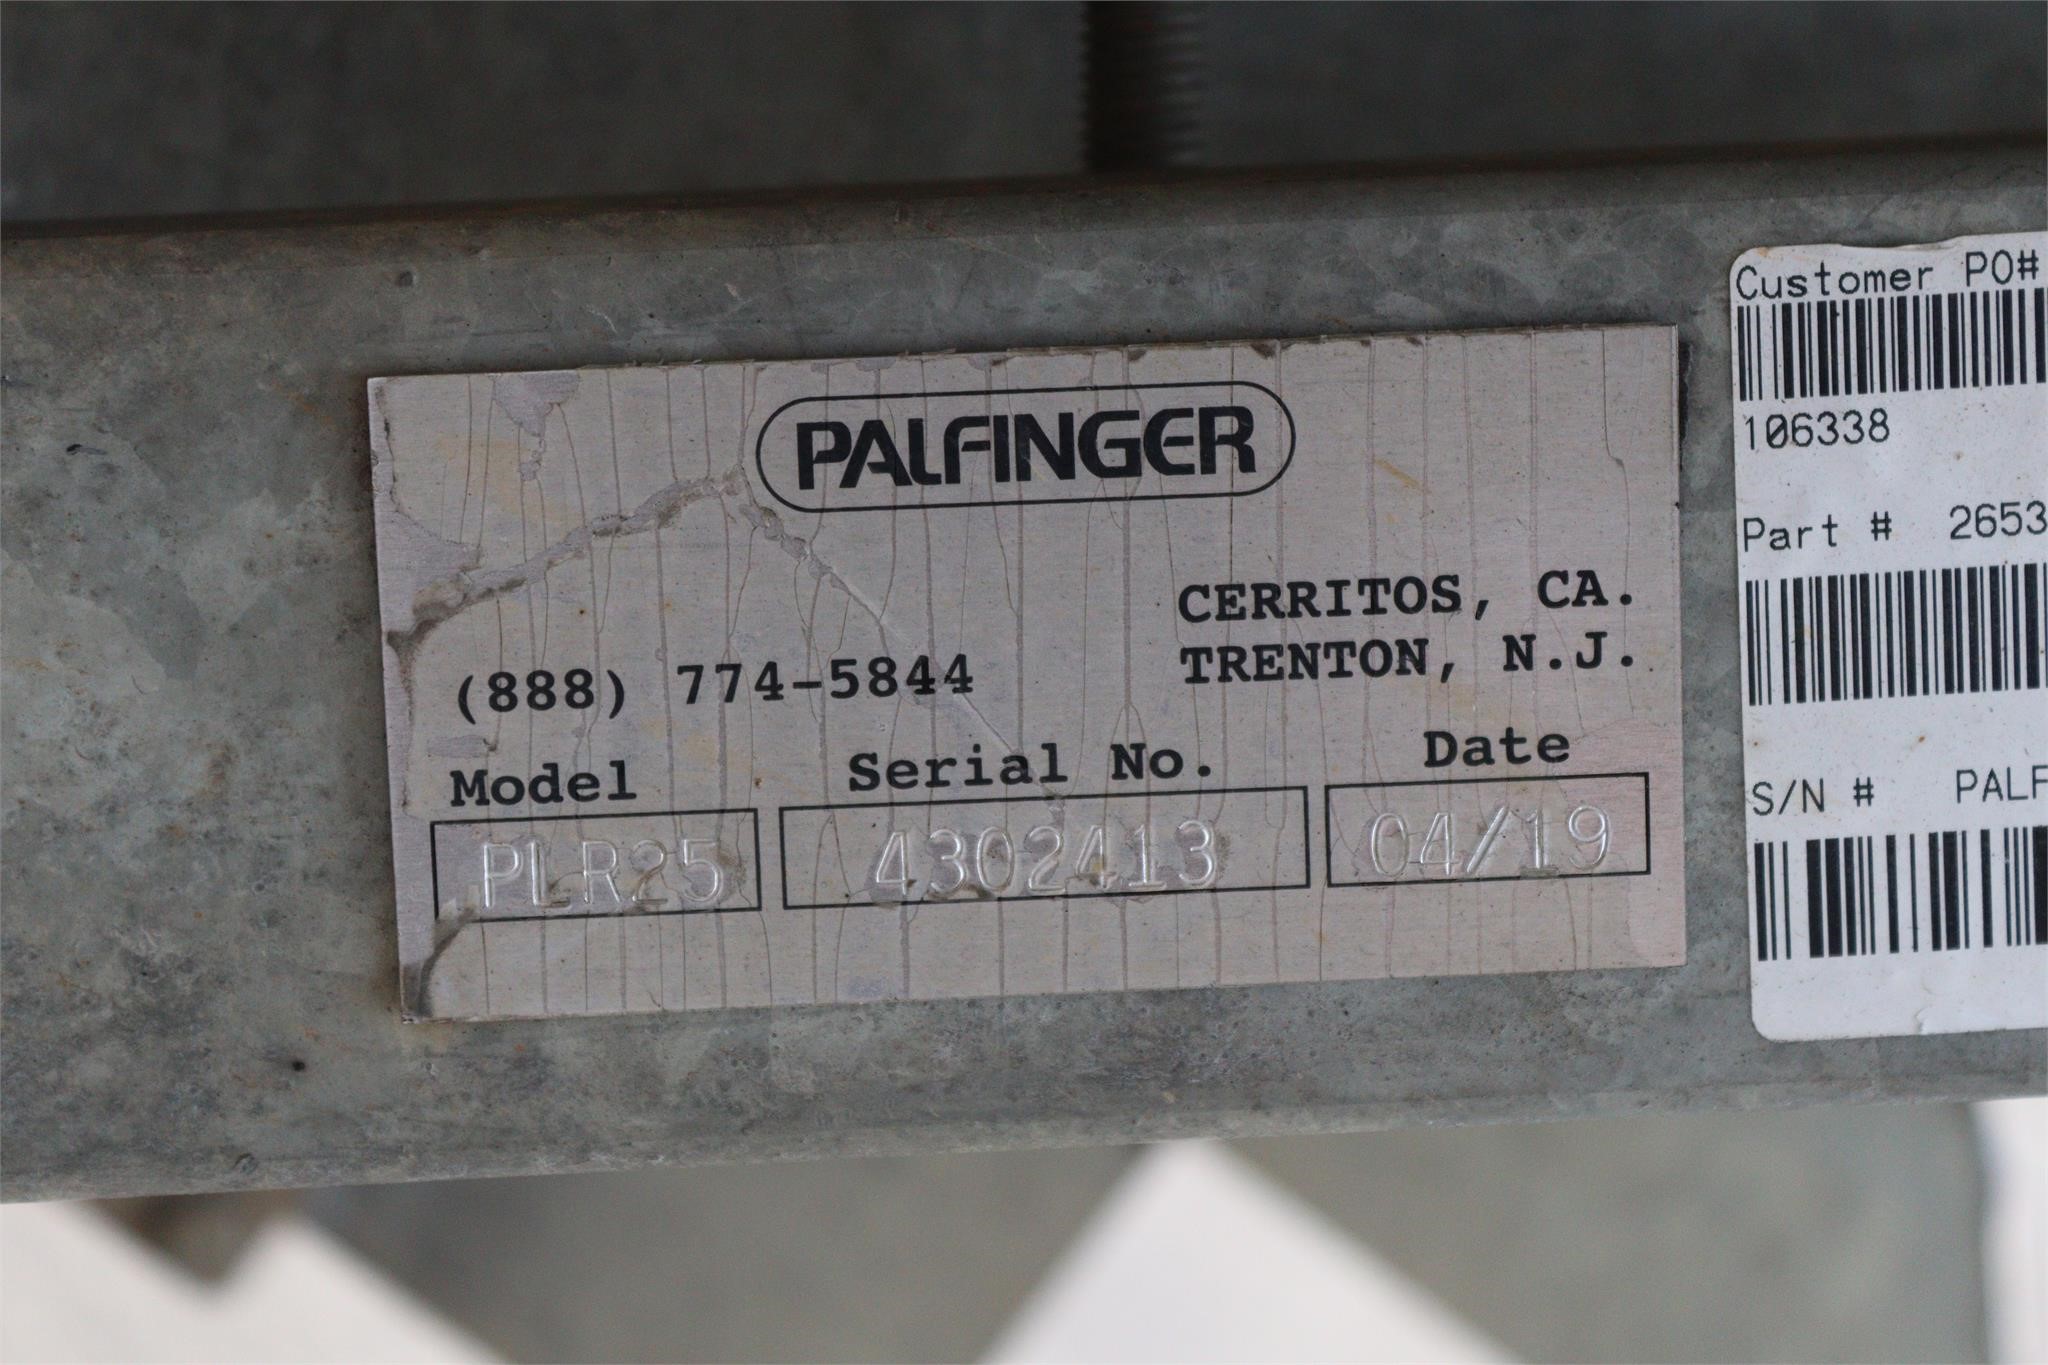 PALFINGER
CERRITOS, CA.
TRENTON, N.J.
(888) 774-5844
Model Serial No. Date
PLR25 4302413 04/19
Customer PO#
106338
Part # 2653
S/N # PALF